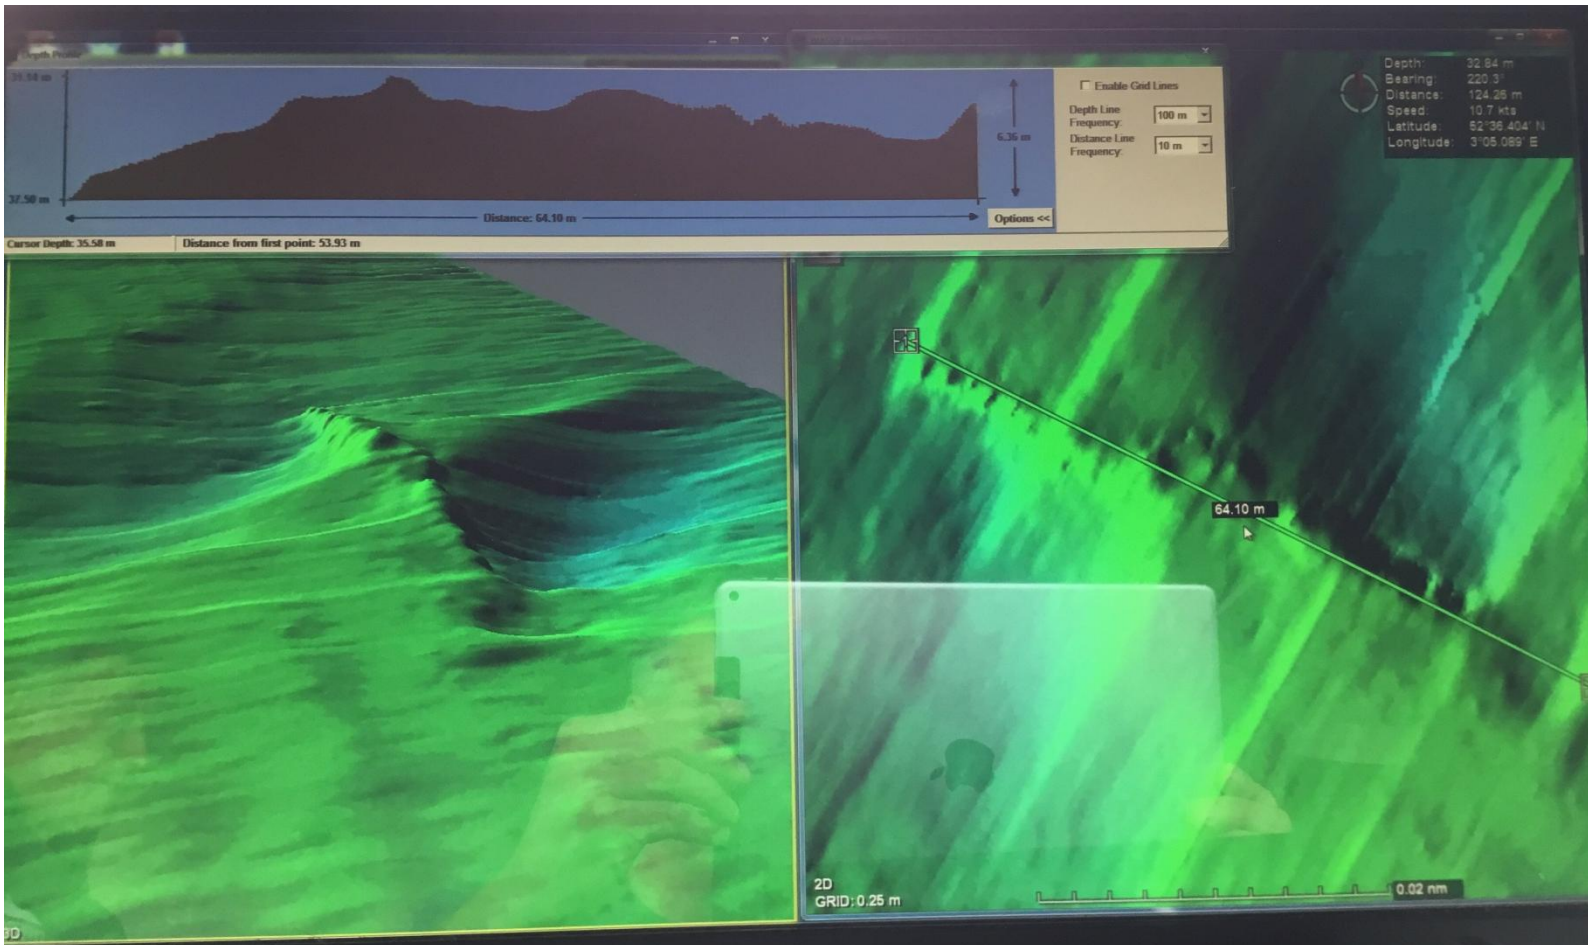 Depth Profile
37.50 m
Distance: 64.10 m
6.36 m
Cursor Depth: 35.58 m
Distance from first point: 53.93 m
Enable Grid Lines
Depth Line Frequency: 100 m
Distance Line Frequency: 10 m
Options <<
Depth: 32.84 m
Bearing: 220.3°
Distance: 124.26 m
Speed: 10.7 kts
Latitude: 52°36.404' N
Longitude: 3°05.089' E
64.10 m
2D
GRID: 0.25 m
0.02 nm
3D